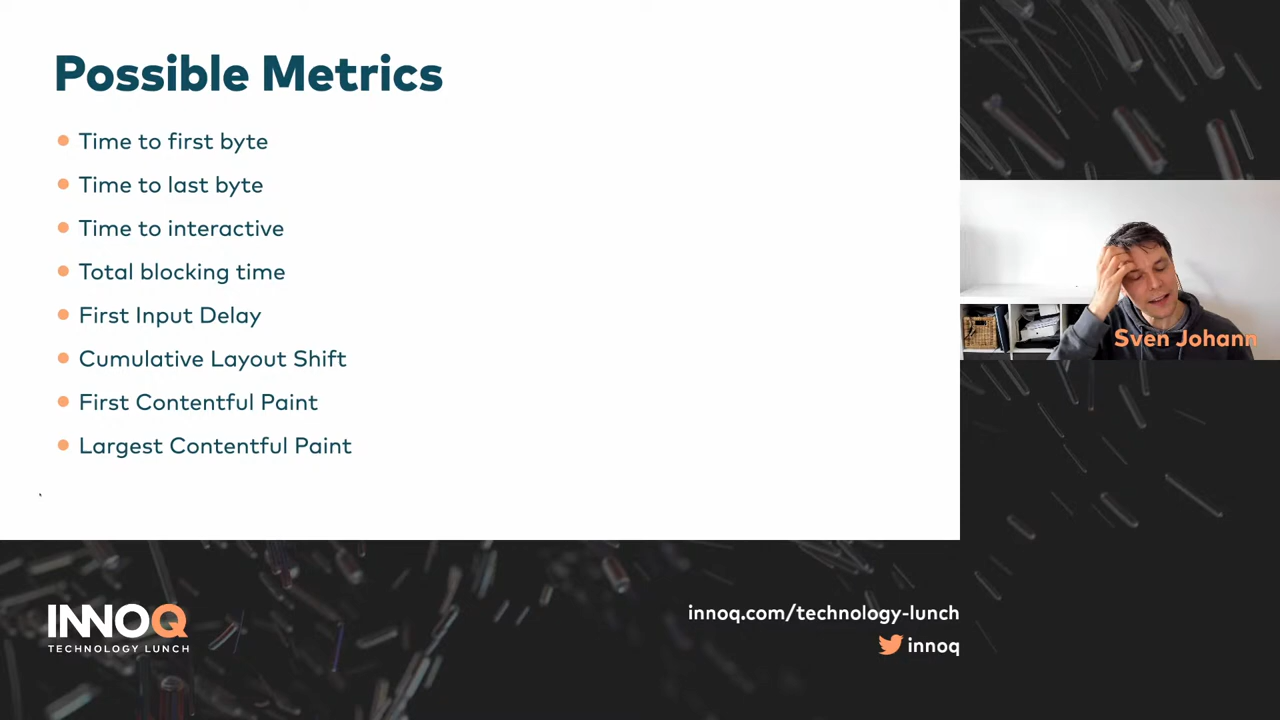 Possible Metrics
Time to first byte
Time to last byte
Time to interactive
Total blocking time
First Input Delay
Cumulative Layout Shift
First Contentful Paint
Largest Contentful Paint
Sven Johann
INNOQ
TECHNOLOGY LUNCH
innoq.com/technology-lunch
innoq